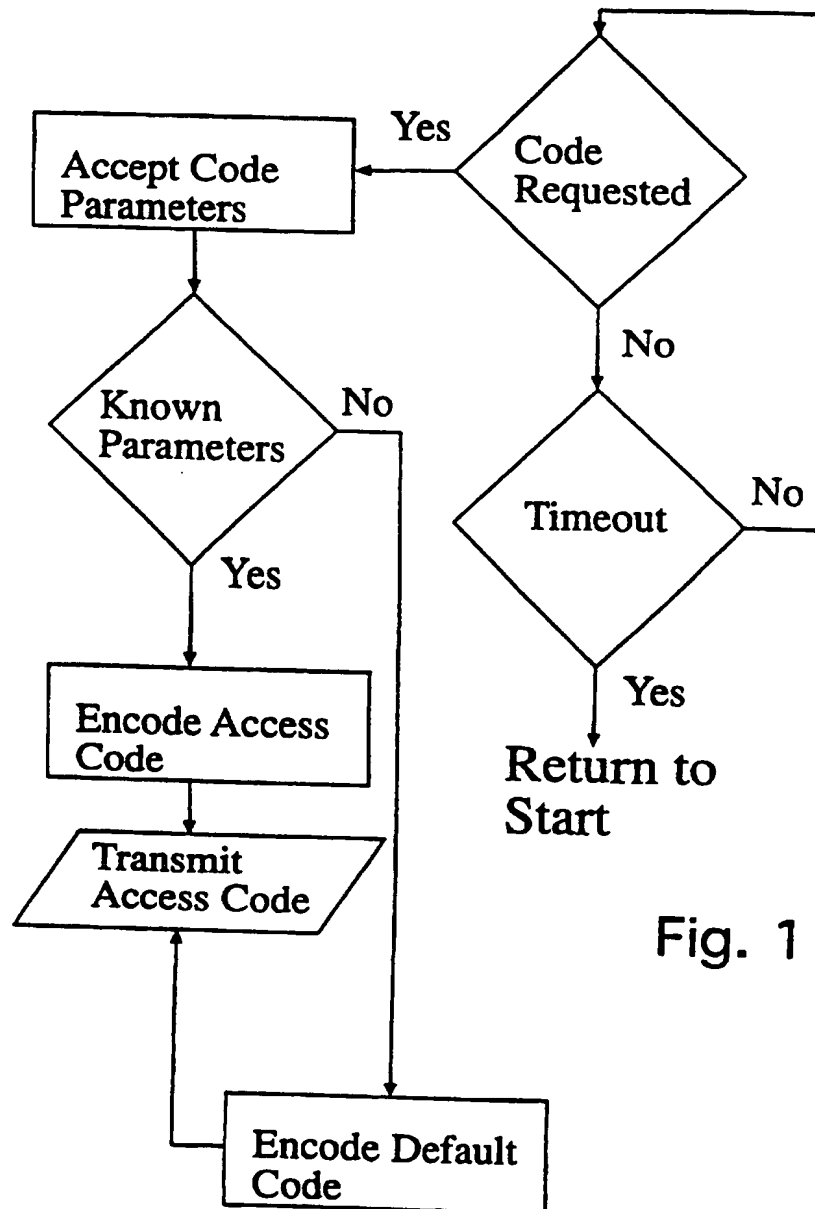 Yes
Code
Requested
Accept Code
Parameters
No
Known
Parameters
No
Timeout
No
Yes
Yes
Encode Access
Code
Return to
Start
Transmit
Access Code
Fig. 1
Encode Default
Code